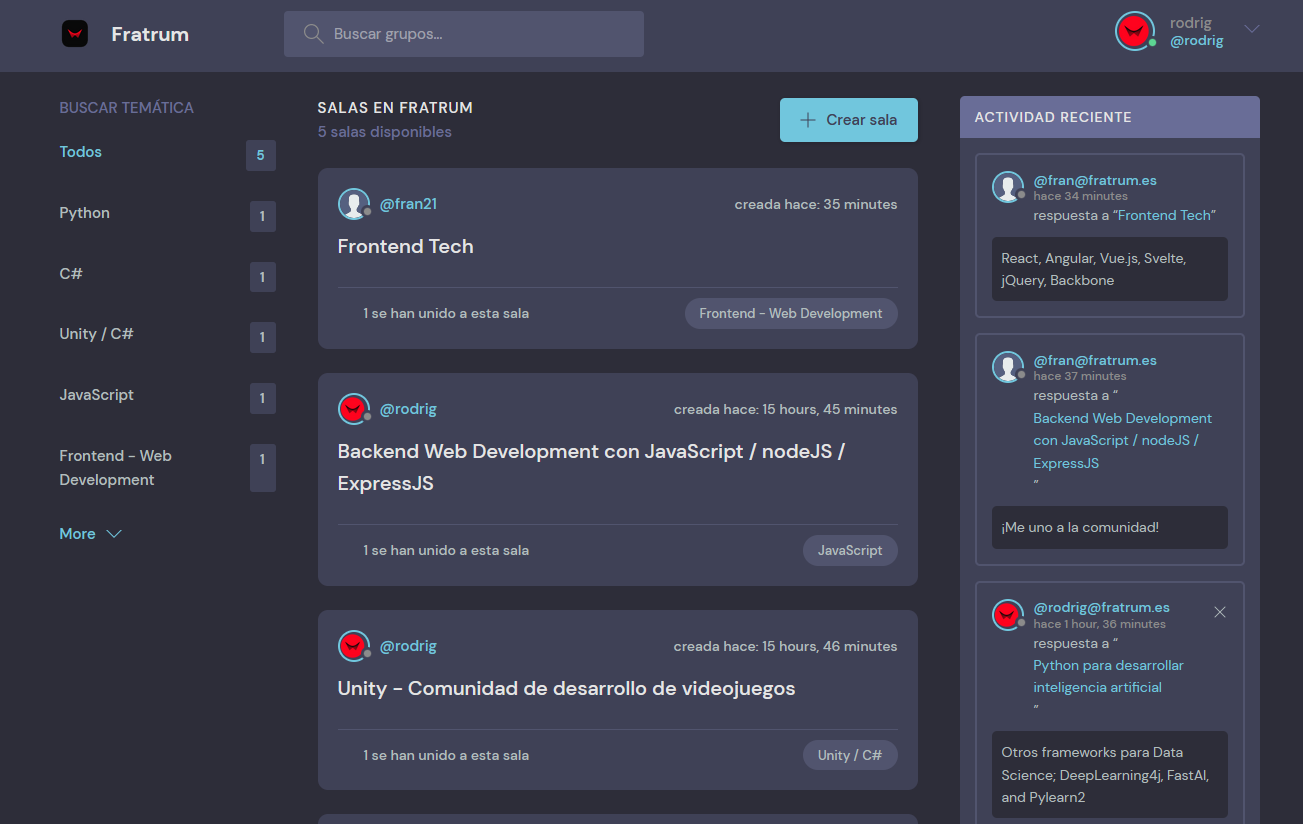 Fratrum
Buscar grupos...
rodrig
@rodrig
BUSCAR TEMÁTICA
Todos
5
Python
1
C#
1
Unity / C#
1
JavaScript
1
Frontend - Web
Development
1
More
SALAS EN FRATRUM
5 salas disponibles
Crear sala
@fran21
creada hace: 35 minutes
Frontend Tech
1 se han unido a esta sala
Frontend - Web Development
@rodrig
creada hace: 15 hours, 45 minutes
Backend Web Development con JavaScript / nodeJS /
ExpressJS
1 se han unido a esta sala
JavaScript
@rodrig
creada hace: 15 hours, 46 minutes
Unity - Comunidad de desarrollo de videojuegos
1 se han unido a esta sala
Unity / C#
ACTIVIDAD RECIENTE
@fran@fratrum.es
hace 34 minutes
respuesta a “Frontend Tech”
React, Angular, Vue.js, Svelte,
jQuery, Backbone
@fran@fratrum.es
hace 37 minutes
respuesta a “
Backend Web Development
con JavaScript / nodeJS /
ExpressJS
”
¡Me uno a la comunidad!
@rodrig@fratrum.es
hace 1 hour, 36 minutes
respuesta a “
Python para desarrollar
inteligencia artificial
”
Otros frameworks para Data
Science; DeepLearning4j, FastAI,
and Pylearn2